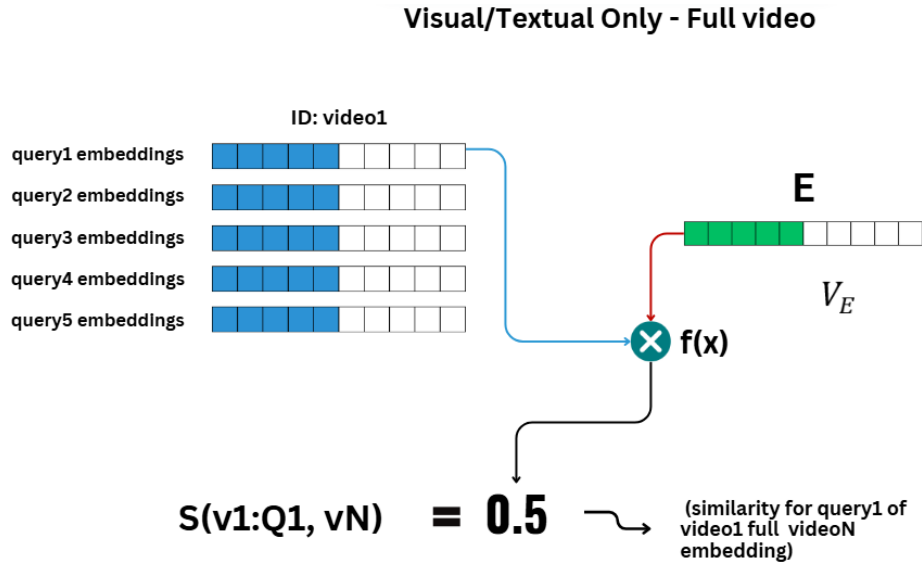 Visual/Textual Only - Full video
ID: video1
query1 embeddings
query2 embeddings
query3 embeddings
query4 embeddings
query5 embeddings
E
V_E
f(x)
S(v1:Q1, vN) = 0.5
(similarity for query1 of
video1 full videoN
embedding)